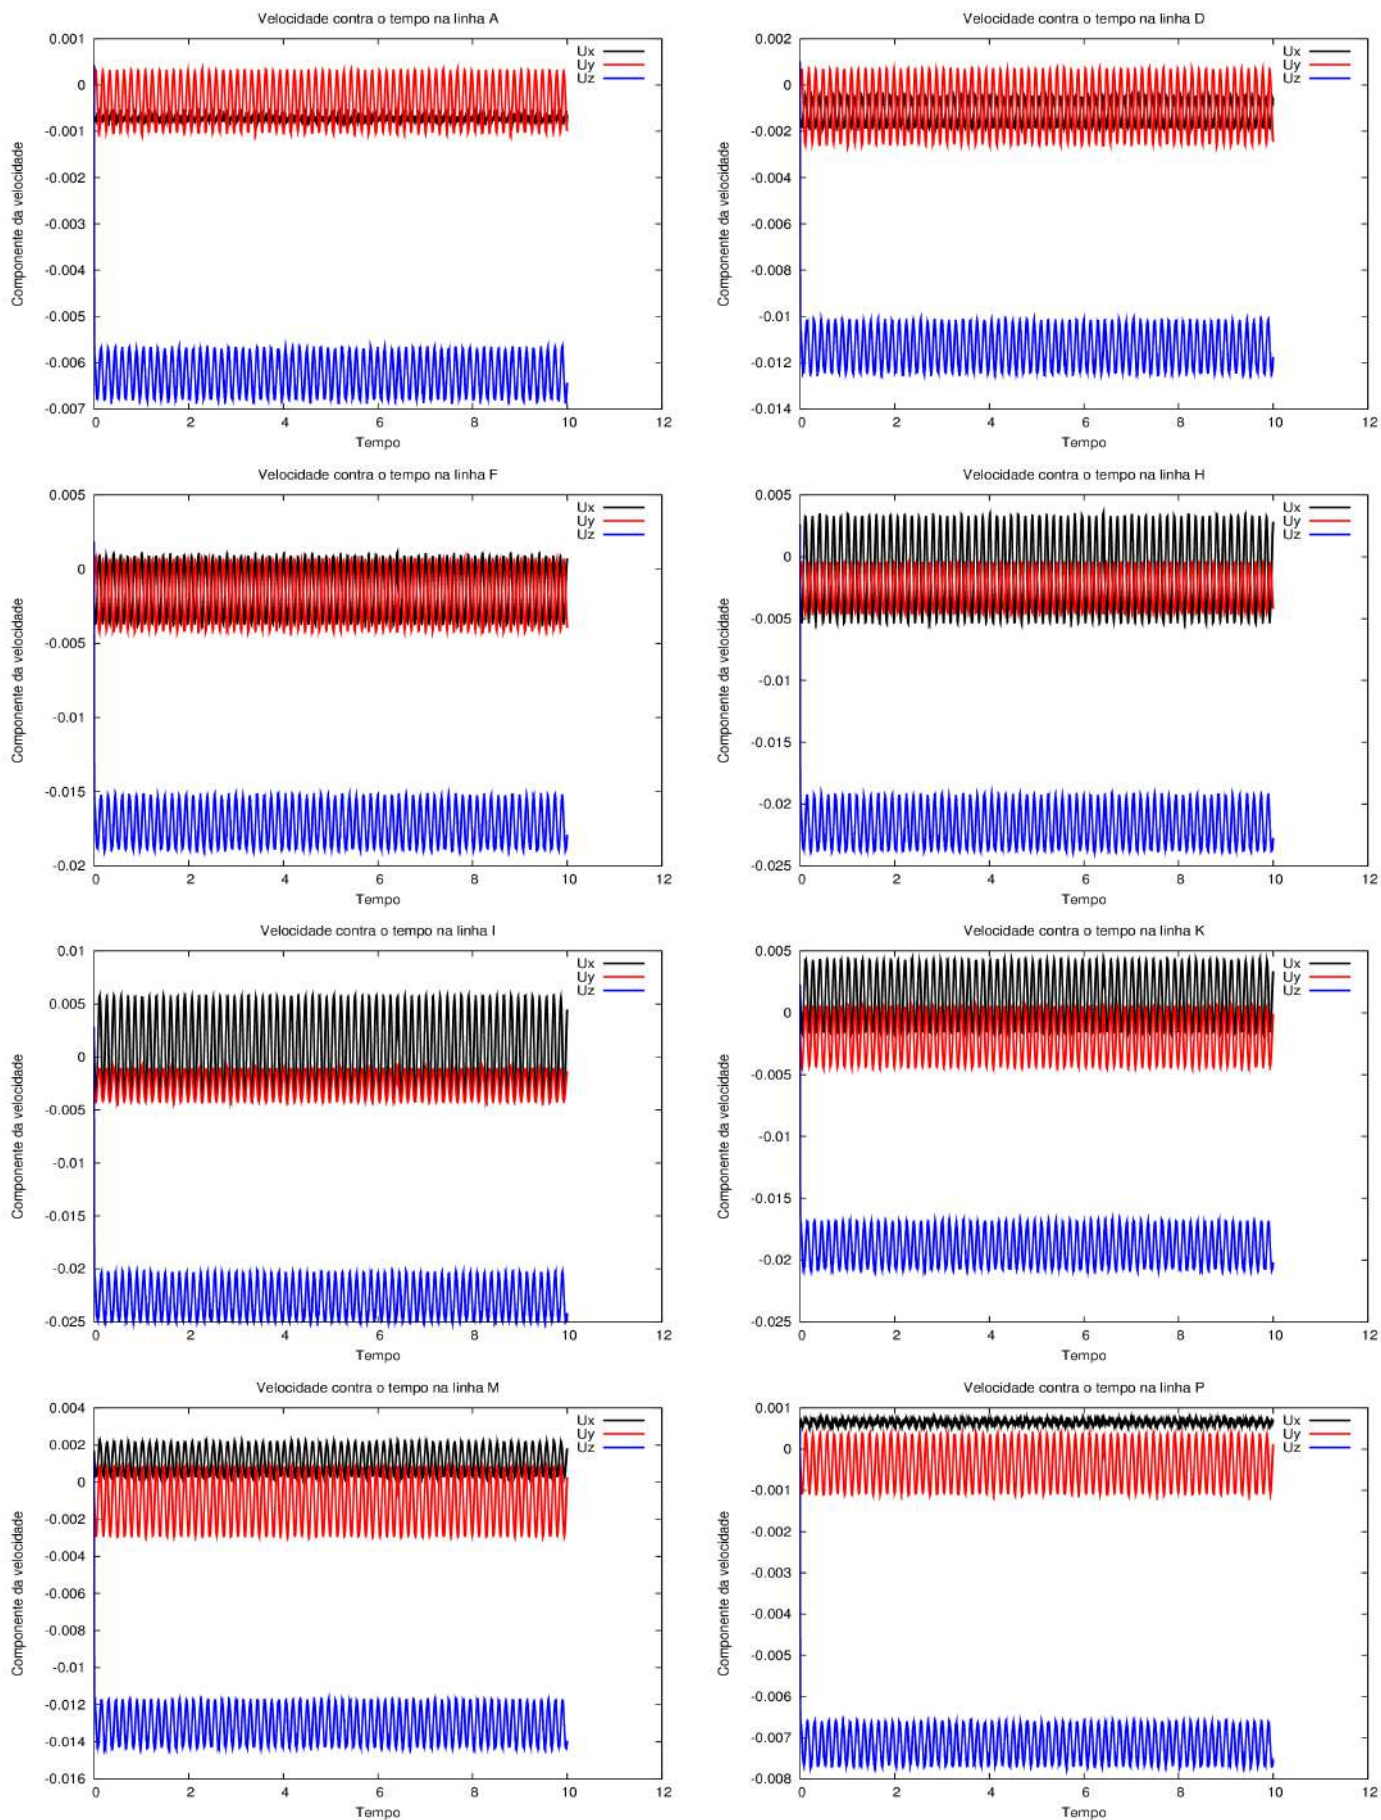 Velocidade contra o tempo na linha A
0.001
0
-0.001
-0.002
-0.003
-0.004
-0.005
-0.006
-0.007
Componente da velocidade
Ux
Uy
Uz
0 2 4 6 8 10 12
Tempo
Velocidade contra o tempo na linha D
0.002
0
-0.002
-0.004
-0.006
-0.008
-0.01
-0.012
-0.014
Componente da velocidade
Ux
Uy
Uz
0 2 4 6 8 10 12
Tempo
Velocidade contra o tempo na linha F
0.005
0
-0.005
-0.01
-0.015
-0.02
Componente da velocidade
Ux
Uy
Uz
0 2 4 6 8 10 12
Tempo
Velocidade contra o tempo na linha H
0.005
0
-0.005
-0.01
-0.015
-0.02
-0.025
Componente da velocidade
Ux
Uy
Uz
0 2 4 6 8 10 12
Tempo
Velocidade contra o tempo na linha I
0.01
0.005
0
-0.005
-0.01
-0.015
-0.02
-0.025
Componente da velocidade
Ux
Uy
Uz
0 2 4 6 8 10 12
Tempo
Velocidade contra o tempo na linha K
0.005
0
-0.005
-0.01
-0.015
-0.02
-0.025
Componente da velocidade
Ux
Uy
Uz
0 2 4 6 8 10 12
Tempo
Velocidade contra o tempo na linha M
0.004
0.002
0
-0.002
-0.004
-0.006
-0.008
-0.01
-0.012
-0.014
-0.016
Componente da velocidade
Ux
Uy
Uz
0 2 4 6 8 10 12
Tempo
Velocidade contra o tempo na linha P
0.001
0
-0.001
-0.002
-0.003
-0.004
-0.005
-0.006
-0.007
-0.008
Componente da velocidade
Ux
Uy
Uz
0 2 4 6 8 10 12
Tempo